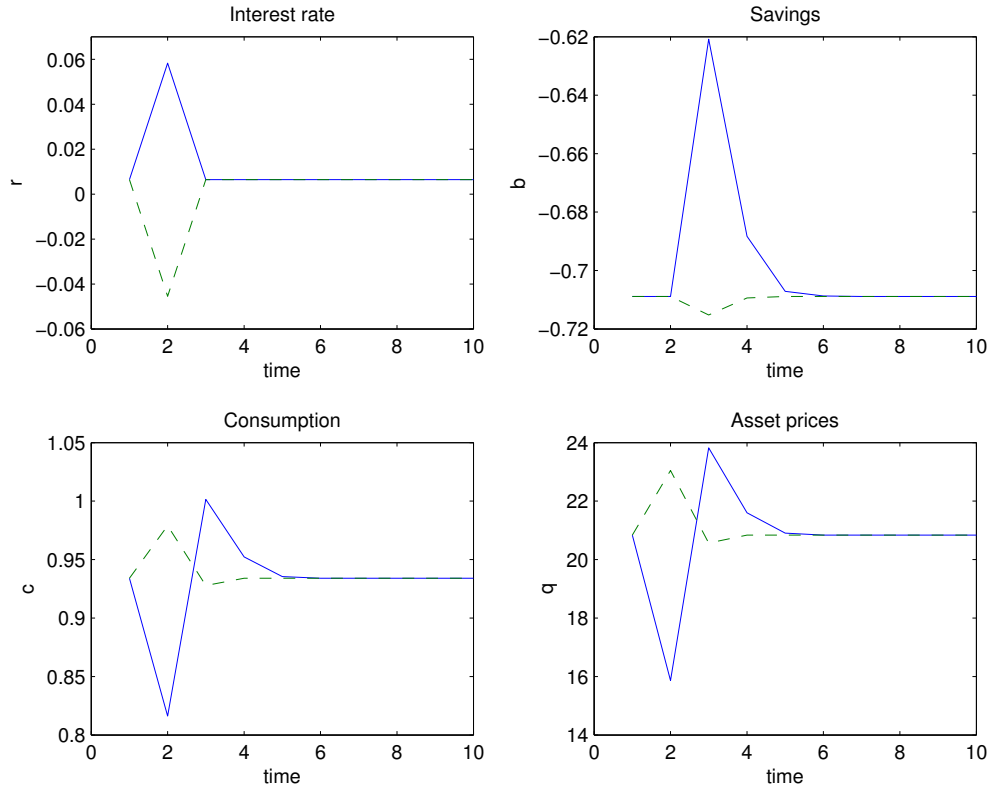 Interest rate
r
0.06
0.04
0.02
0
−0.02
−0.04
−0.06
0 2 4 6 8 10
time
Savings
b
−0.62
−0.64
−0.66
−0.68
−0.7
−0.72
0 2 4 6 8 10
time
Consumption
c
1.05
1
0.95
0.9
0.85
0.8
0 2 4 6 8 10
time
Asset prices
q
24
22
20
18
16
14
0 2 4 6 8 10
time